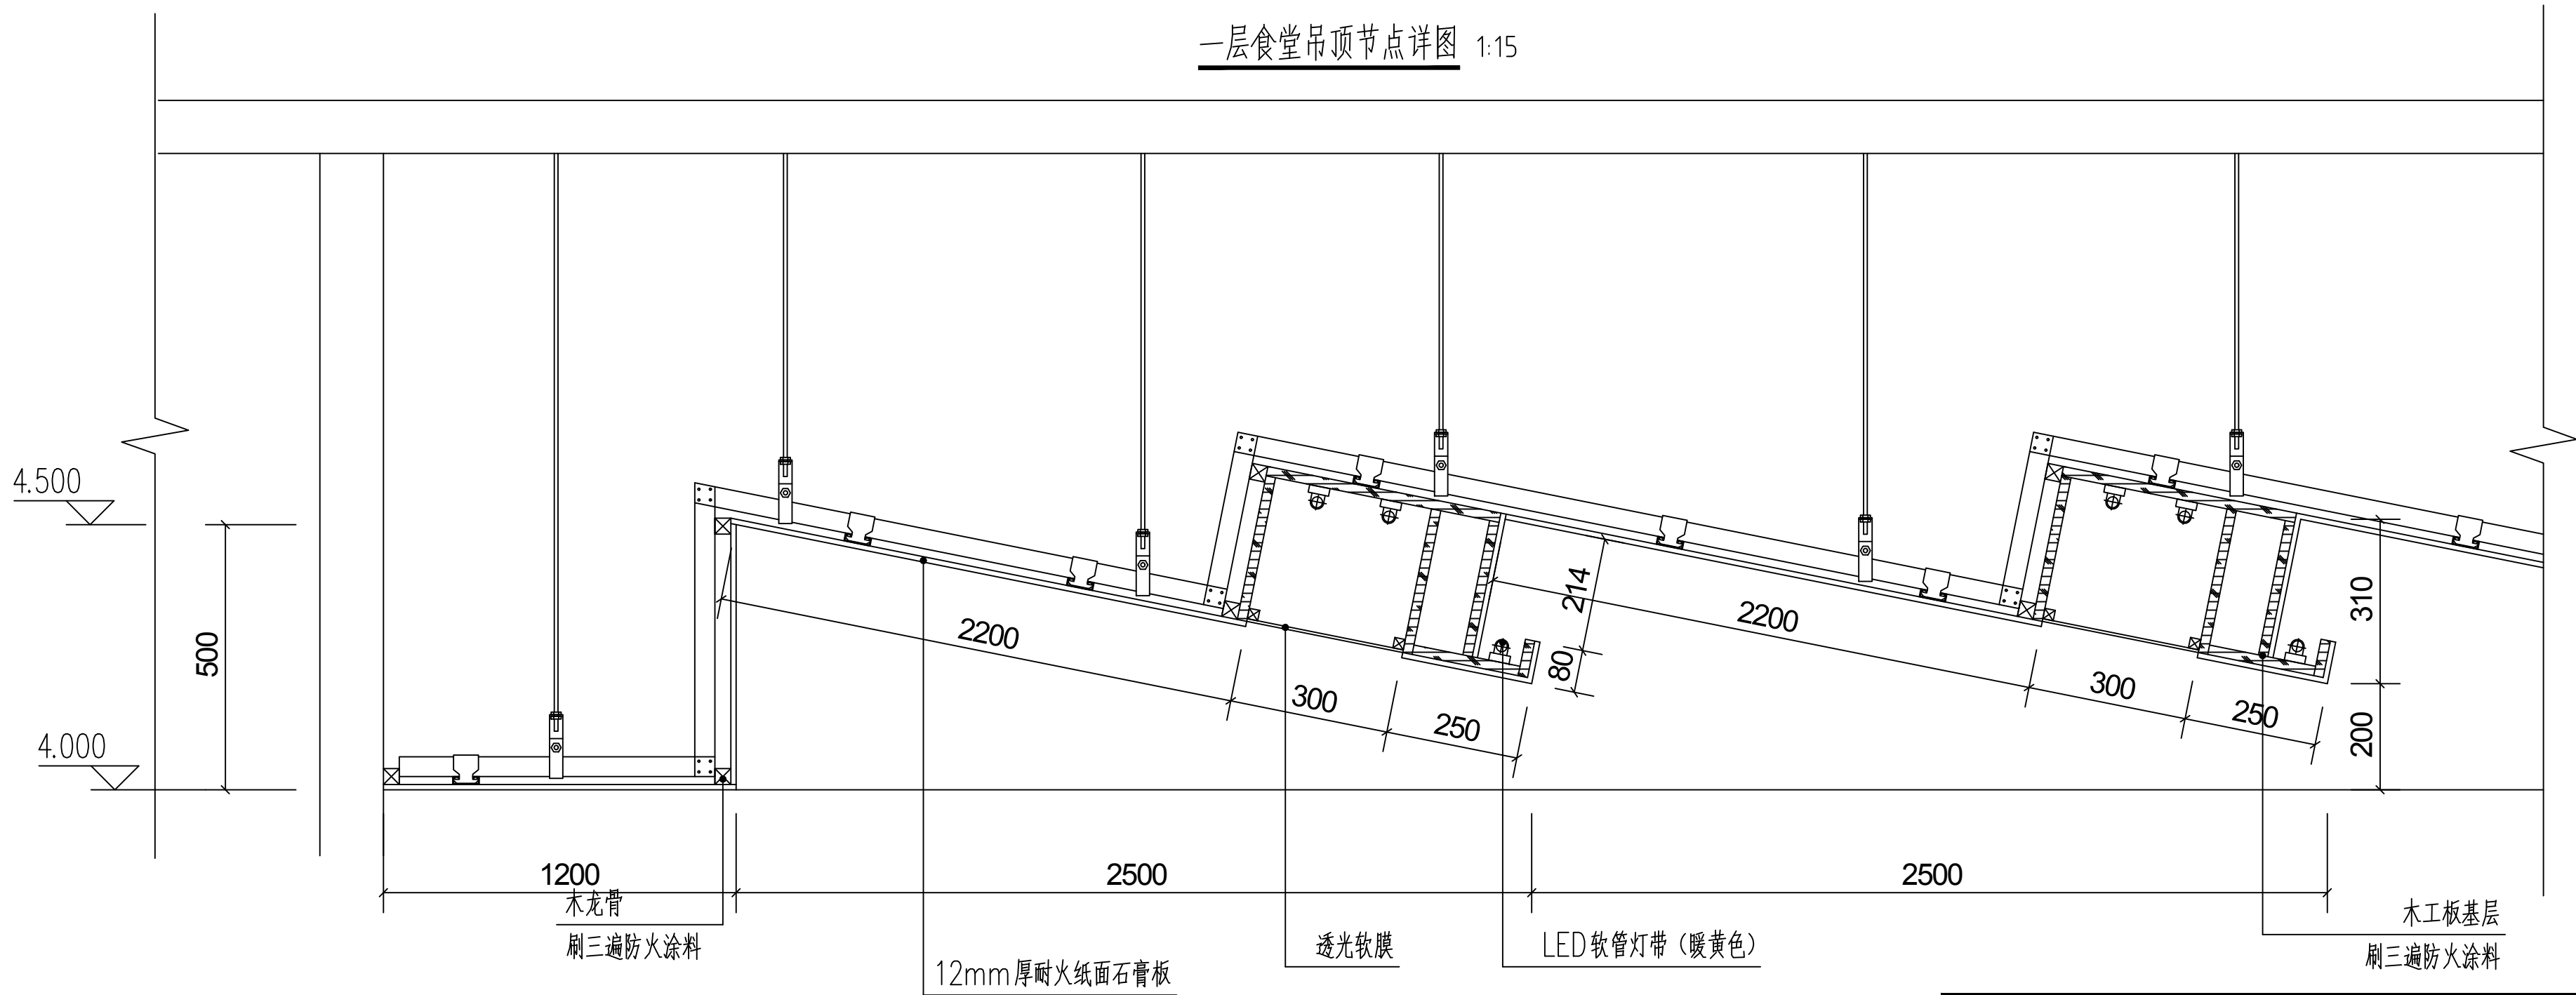 一层食堂吊顶节点详图 1:15
4.500
4.000
500
2200
300
250
214
80
2200
300
250
310
200
1200
2500
2500
木龙骨
刷三遍防火涂料
12mm厚耐火纸面石膏板
透光软膜
LED软管灯带（暖黄色）
木工板基层
刷三遍防火涂料